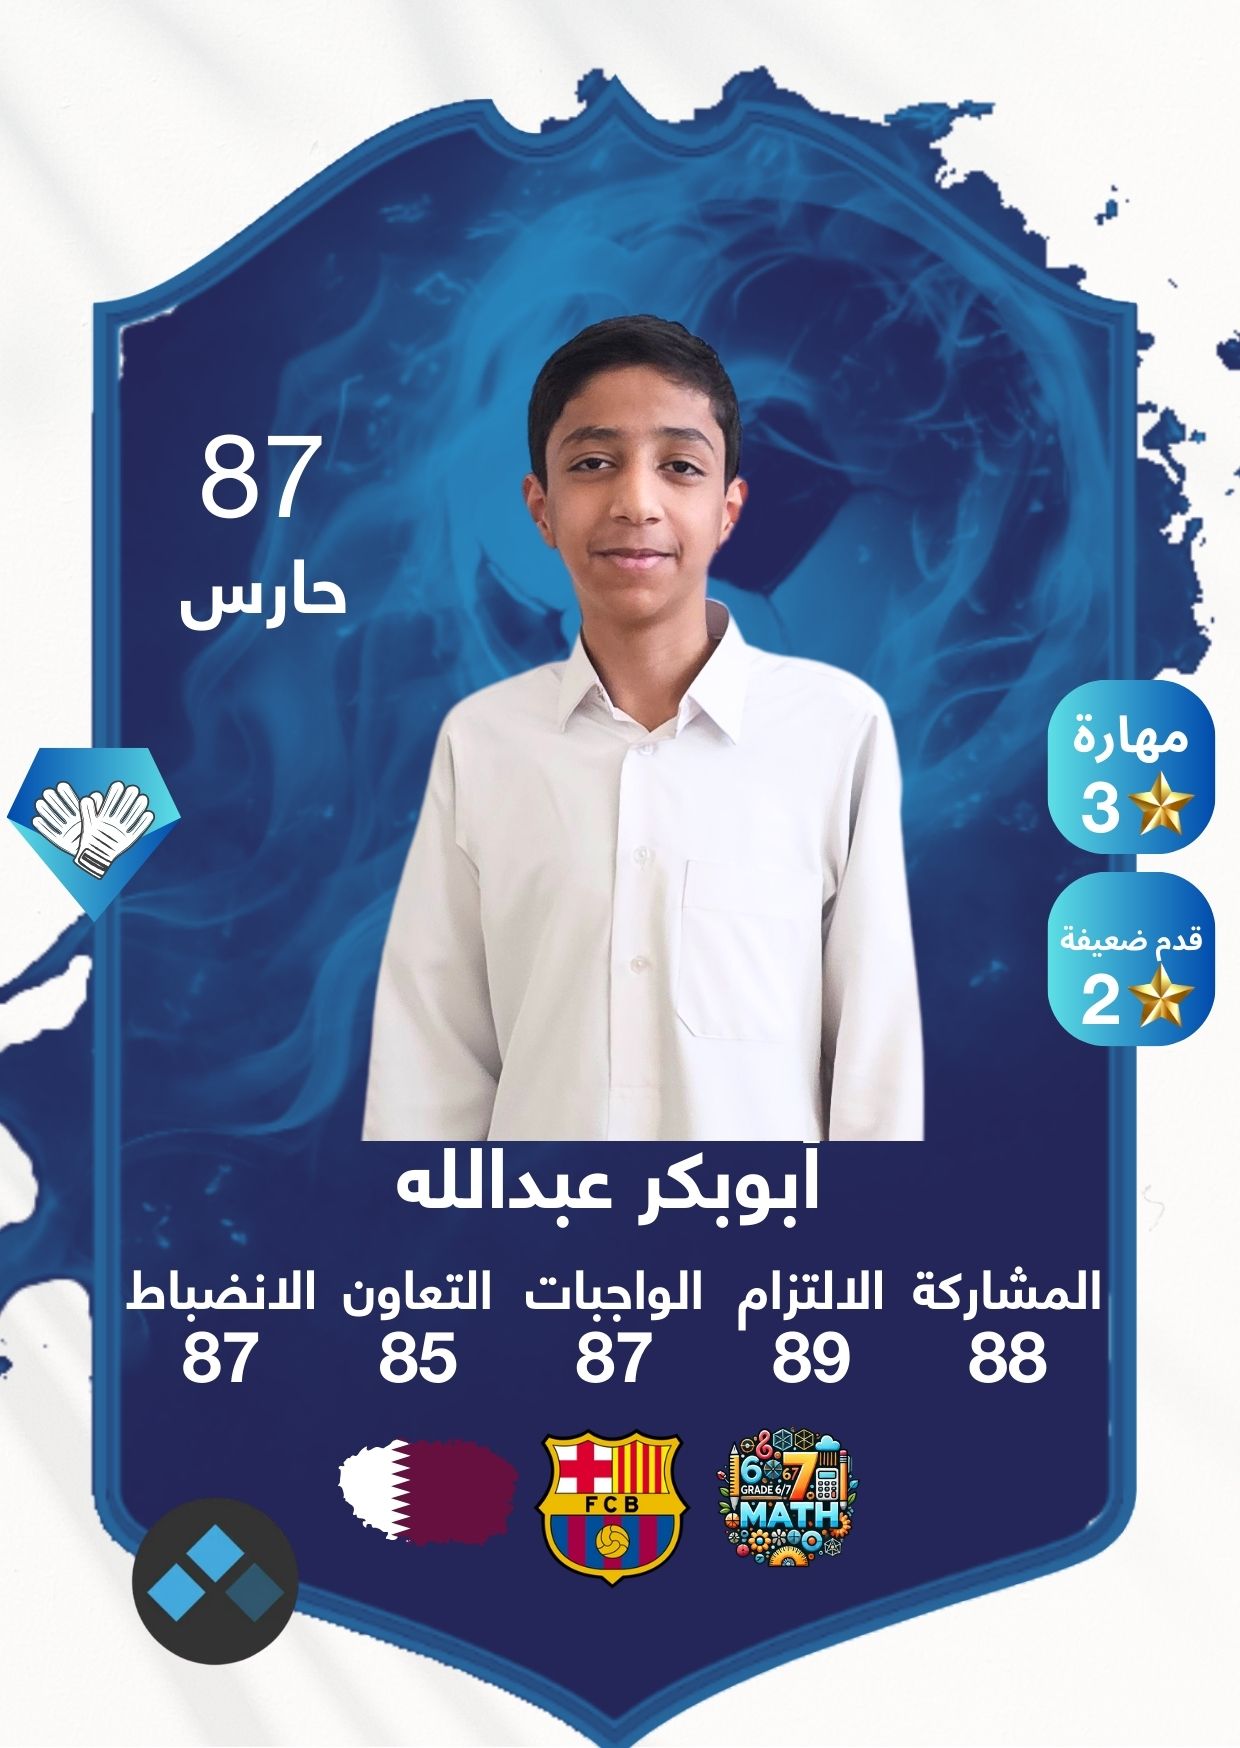 87
حارس
مهارة
3
قدم ضعيفة
2
أبوبكر عبدالله
المشاركة الالتزام الواجبات التعاون الانضباط
88 89 87 85 87
FCB
6 67 7
GRADE 6/7
MATH